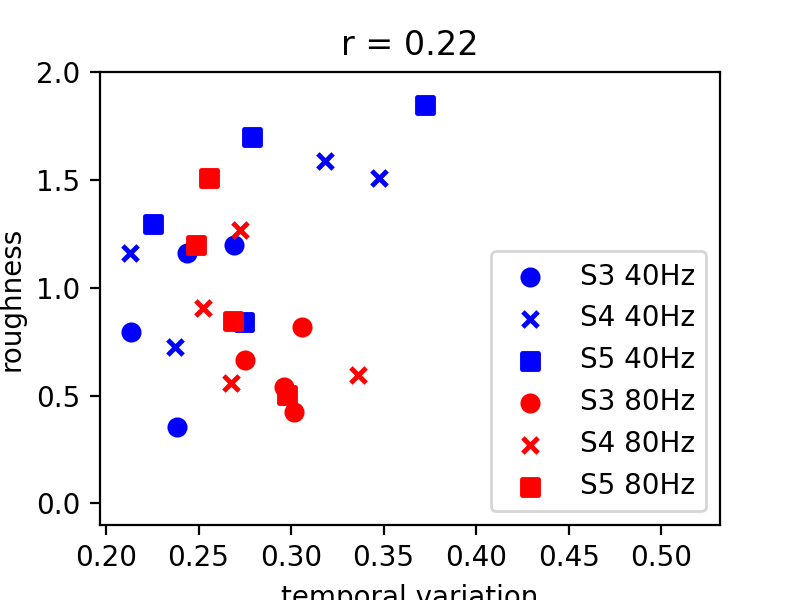 r = 0.22
2.0
1.5
1.0
0.5
0.0
roughness
S3 40Hz
S4 40Hz
S5 40Hz
S3 80Hz
S4 80Hz
S5 80Hz
0.20 0.25 0.30 0.35 0.40 0.45 0.50
temporal variation